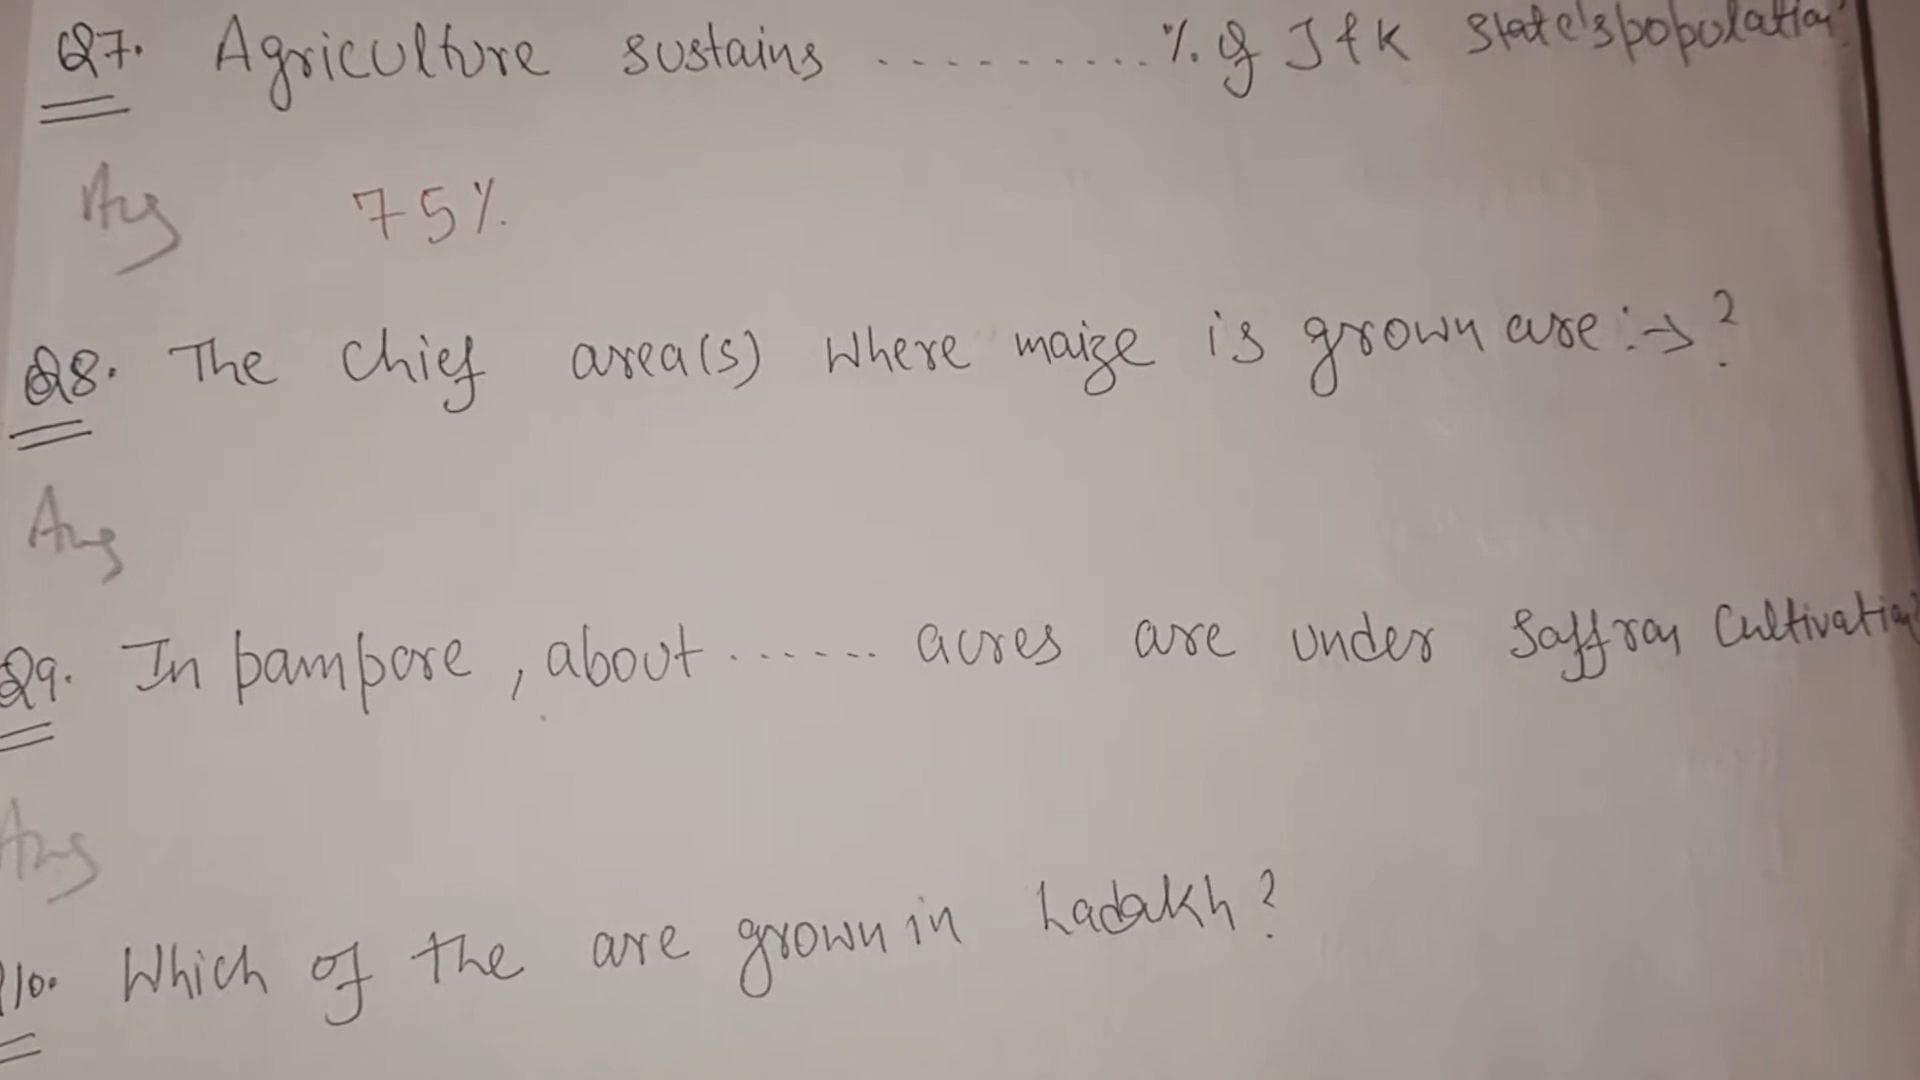 Q7. Agriculture sustains .......... % of J & K State's population?
Ans 75%
Q8. The chief area(s) where maize is grown are :→ ?
Ans
Q9. In pampore, about ...... acres are under Saffron Cultivation?
Ans
Q10. Which of the are grown in Ladakh?